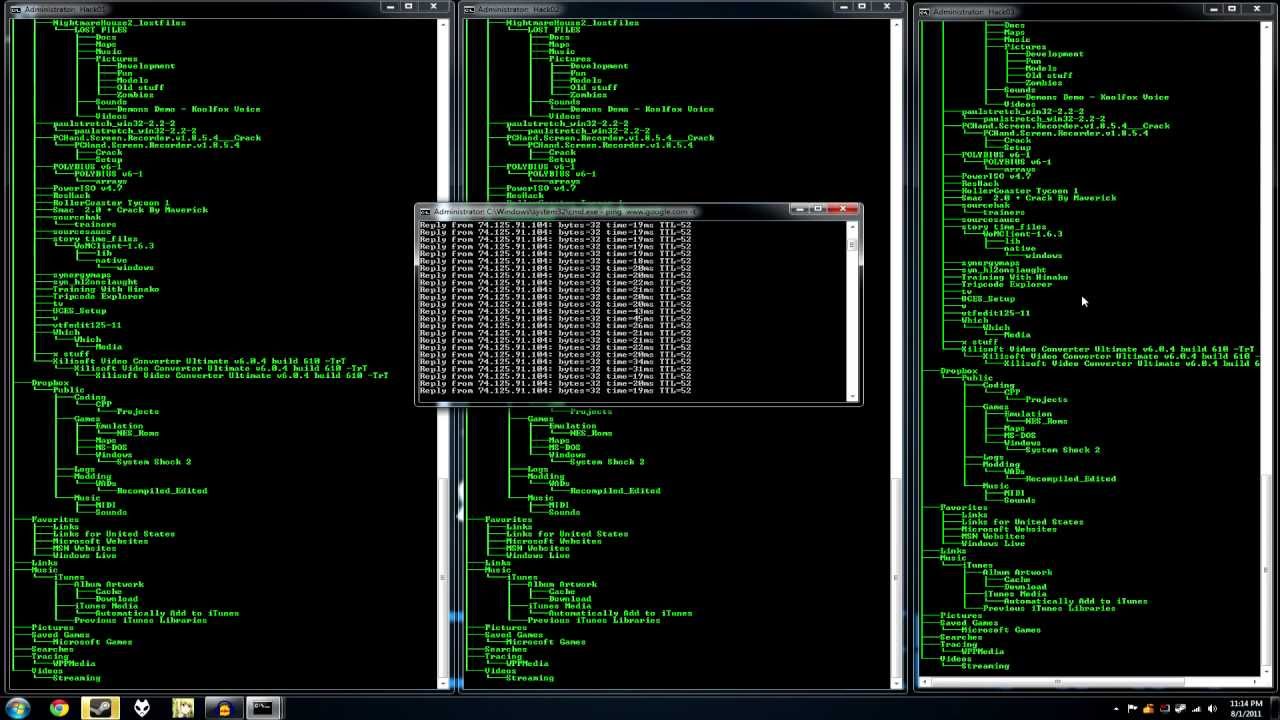 Administrator: Hack01
NightmareHouse2_lostfiles
LOST FILES
Docs
Maps
Music
Pictures
Development
Fun
Models
Old stuff
Zombies
Sounds
Demons Demo - Koolfox Voice
Videos
paulstretch_win32-2.2-2
paulstretch_win32-2.2-2
PCHand.Screen.Recorder.v1.8.5.4___Crack
PCHand.Screen.Recorder.v1.8.5.4
Crack
Setup
POLYBIUS v6-1
POLYBIUS v6-1
arrays
PowerISO v4.7
ResHack
RollerCoaster Tycoon 1
Smac 2.0 + Crack By Maverick
sourcehak
trainers
sourcesauce
story time_files
WoMClient-1.6.3
lib
native
windows
synergymaps
syn_hl2onslaught
Training With Hinako
Tripcode Explorer
tv
UCES_Setup
v
vtfedit125-11
Which
Which
Media
x stuff
Xilisoft Video Converter Ultimate v6.0.4 build 610 -TrT
Xilisoft Video Converter Ultimate v6.0.4 build 610 -TrT
Xilisoft Video Converter Ultimate v6.0.4 build 610 -TrT
Dropbox
Public
Coding
CPP
Projects
Games
Emulation
NES_Roms
Maps
MS-DOS
Windows
System Shock 2
Logs
Modding
WADs
Recompiled_Edited
Music
MIDI
Sounds
Favorites
Links
Links for United States
Microsoft Websites
MSN Websites
Windows Live
Links
Music
iTunes
Album Artwork
Cache
Download
iTunes Media
Automatically Add to iTunes
Previous iTunes Libraries
Pictures
Saved Games
Microsoft Games
Searches
Tracing
WPPMedia
Videos
Streaming
Administrator: Hack02
NightmareHouse2_lostfiles
LOST FILES
Docs
Maps
Music
Pictures
Development
Fun
Models
Old stuff
Zombies
Sounds
Demons Demo - Koolfox Voice
Videos
paulstretch_win32-2.2-2
paulstretch_win32-2.2-2
PCHand.Screen.Recorder.v1.8.5.4___Crack
PCHand.Screen.Recorder.v1.8.5.4
Crack
Setup
POLYBIUS v6-1
POLYBIUS v6-1
arrays
PowerISO v4.7
ResHack
Administrator: C:\Windows\system32\cmd.exe - ping www.google.com -t
Reply from 74.125.91.104: bytes=32 time=19ms TTL=52
Reply from 74.125.91.104: bytes=32 time=19ms TTL=52
Reply from 74.125.91.104: bytes=32 time=19ms TTL=52
Reply from 74.125.91.104: bytes=32 time=19ms TTL=52
Reply from 74.125.91.104: bytes=32 time=19ms TTL=52
Reply from 74.125.91.104: bytes=32 time=18ms TTL=52
Reply from 74.125.91.104: bytes=32 time=20ms TTL=52
Reply from 74.125.91.104: bytes=32 time=20ms TTL=52
Reply from 74.125.91.104: bytes=32 time=22ms TTL=52
Reply from 74.125.91.104: bytes=32 time=21ms TTL=52
Reply from 74.125.91.104: bytes=32 time=20ms TTL=52
Reply from 74.125.91.104: bytes=32 time=20ms TTL=52
Reply from 74.125.91.104: bytes=32 time=43ms TTL=52
Reply from 74.125.91.104: bytes=32 time=45ms TTL=52
Reply from 74.125.91.104: bytes=32 time=26ms TTL=52
Reply from 74.125.91.104: bytes=32 time=21ms TTL=52
Reply from 74.125.91.104: bytes=32 time=21ms TTL=52
Reply from 74.125.91.104: bytes=32 time=22ms TTL=52
Reply from 74.125.91.104: bytes=32 time=20ms TTL=52
Reply from 74.125.91.104: bytes=32 time=34ms TTL=52
Reply from 74.125.91.104: bytes=32 time=31ms TTL=52
Reply from 74.125.91.104: bytes=32 time=19ms TTL=52
Reply from 74.125.91.104: bytes=32 time=20ms TTL=52
Reply from 74.125.91.104: bytes=32 time=19ms TTL=52
Projects
Games
Emulation
NES_Roms
Maps
MS-DOS
Windows
System Shock 2
Logs
Modding
WADs
Recompiled_Edited
Music
MIDI
Sounds
Favorites
Links
Links for United States
Microsoft Websites
MSN Websites
Windows Live
Links
Music
iTunes
Album Artwork
Cache
Download
iTunes Media
Automatically Add to iTunes
Previous iTunes Libraries
Pictures
Saved Games
Microsoft Games
Searches
Tracing
WPPMedia
Videos
Streaming
Administrator: Hack03
Docs
Maps
Music
Pictures
Development
Fun
Models
Old stuff
Zombies
Sounds
Demons Demo - Koolfox Voice
Videos
paulstretch_win32-2.2-2
paulstretch_win32-2.2-2
PCHand.Screen.Recorder.v1.8.5.4___Crack
PCHand.Screen.Recorder.v1.8.5.4
Crack
Setup
POLYBIUS v6-1
POLYBIUS v6-1
arrays
PowerISO v4.7
ResHack
RollerCoaster Tycoon 1
Smac 2.0 + Crack By Maverick
sourcehak
trainers
sourcesauce
story time_files
WoMClient-1.6.3
lib
native
windows
synergymaps
syn_hl2onslaught
Training With Hinako
Tripcode Explorer
tv
UCES_Setup
v
vtfedit125-11
Which
Which
Media
x stuff
Xilisoft Video Converter Ultimate v6.0.4 build 610 -TrT
Xilisoft Video Converter Ultimate v6.0.4 build 610 -
Xilisoft Video Converter Ultimate v6.0.4 build 6
Dropbox
Public
Coding
CPP
Projects
Games
Emulation
NES_Roms
Maps
MS-DOS
Windows
System Shock 2
Logs
Modding
WADs
Recompiled_Edited
Music
MIDI
Sounds
Favorites
Links
Links for United States
Microsoft Websites
MSN Websites
Windows Live
Links
Music
iTunes
Album Artwork
Cache
Download
iTunes Media
Automatically Add to iTunes
Previous iTunes Libraries
Pictures
Saved Games
Microsoft Games
Searches
Tracing
WPPMedia
Videos
Streaming
11:14 PM
8/1/2011